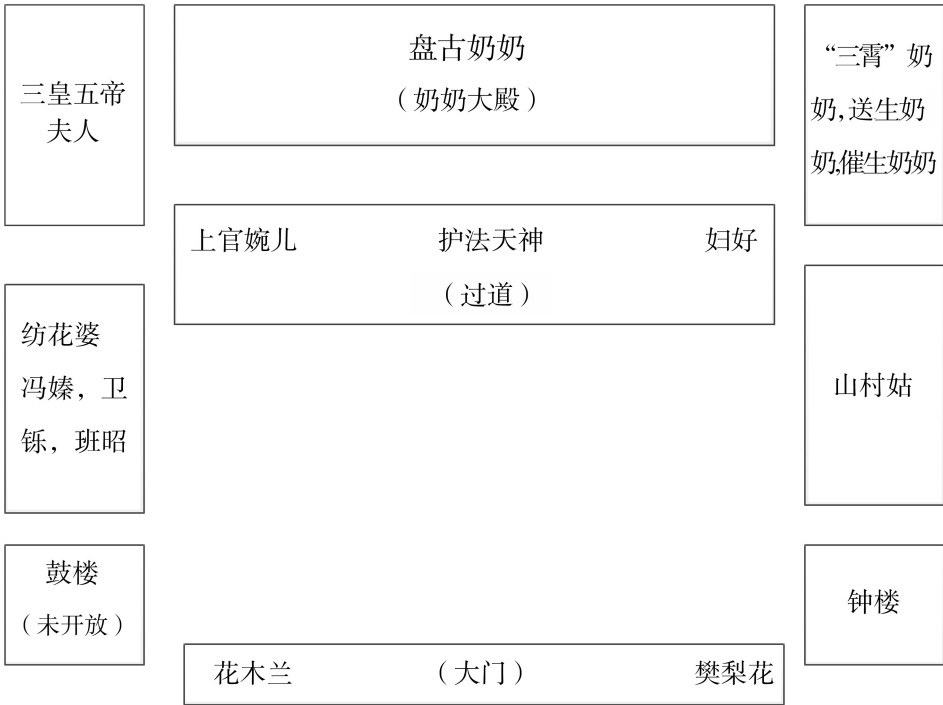 盘古奶奶
（奶奶大殿）
三皇五帝
夫人
“三霄”奶
奶,送生奶
奶,催生奶奶
上官婉儿 护法天神 妇好
（过道）
纺花婆
冯嫽，卫
铄，班昭
山村姑
鼓楼
（未开放）
钟楼
花木兰 （大门） 樊梨花